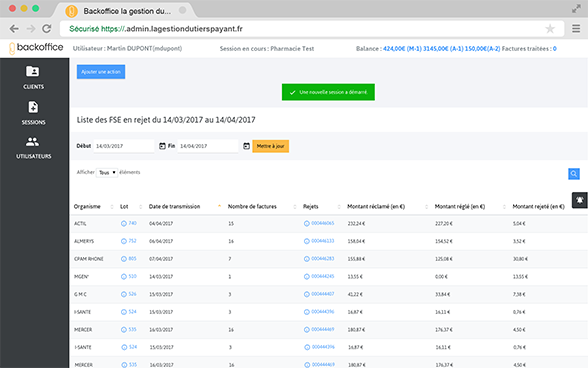 Backoffice la gestion du...
Sécurisé https://.admin.lagestiondutierspayant.fr
backoffice
Utilisateur : Martin DUPONT(mdupont)
Session en cours : Pharmacie Test
Balance : 424,00€ (M-1) 3145,00€ (A-1) 150,00€(A-2) Factures traitées : 0
CLIENTS
SESSIONS
UTILISATEURS
Ajouter une action
Une nouvelle session a démarré.
Liste des FSE en rejet du 14/03/2017 au 14/04/2017
Début 14/03/2017 Fin 14/04/2017 Mettre à jour
Afficher Tous éléments
Organisme Lot Date de transmission Nombre de factures Rejets Montant réclamé (en €) Montant réglé (en €) Montant rejeté (en €)
ACTIL 740 04/04/2017 15 000446065 232,24 € 227,20 € 5,04 €
ALMERYS 752 06/04/2017 16 000446133 158,04 € 154,52 € 3,52 €
CPAM RHONE 805 07/04/2017 7 000446283 155,88 € 125,08 € 30,80 €
MGEN* 510 14/03/2017 1 000444245 13,55 € 0,00 € 13,55 €
G M C 526 15/03/2017 3 000444407 41,22 € 33,84 € 7,38 €
I-SANTE 524 15/03/2017 3 000444396 16,87 € 16,11 € 0,76 €
MERCER 535 16/03/2017 16 000444469 180,87 € 176,37 € 4,50 €
I-SANTE 524 15/03/2017 3 000444396 16,87 € 16,11 € 0,76 €
MERCER 535 16/03/2017 16 000444469 180,87 € 176,37 € 4,50 €